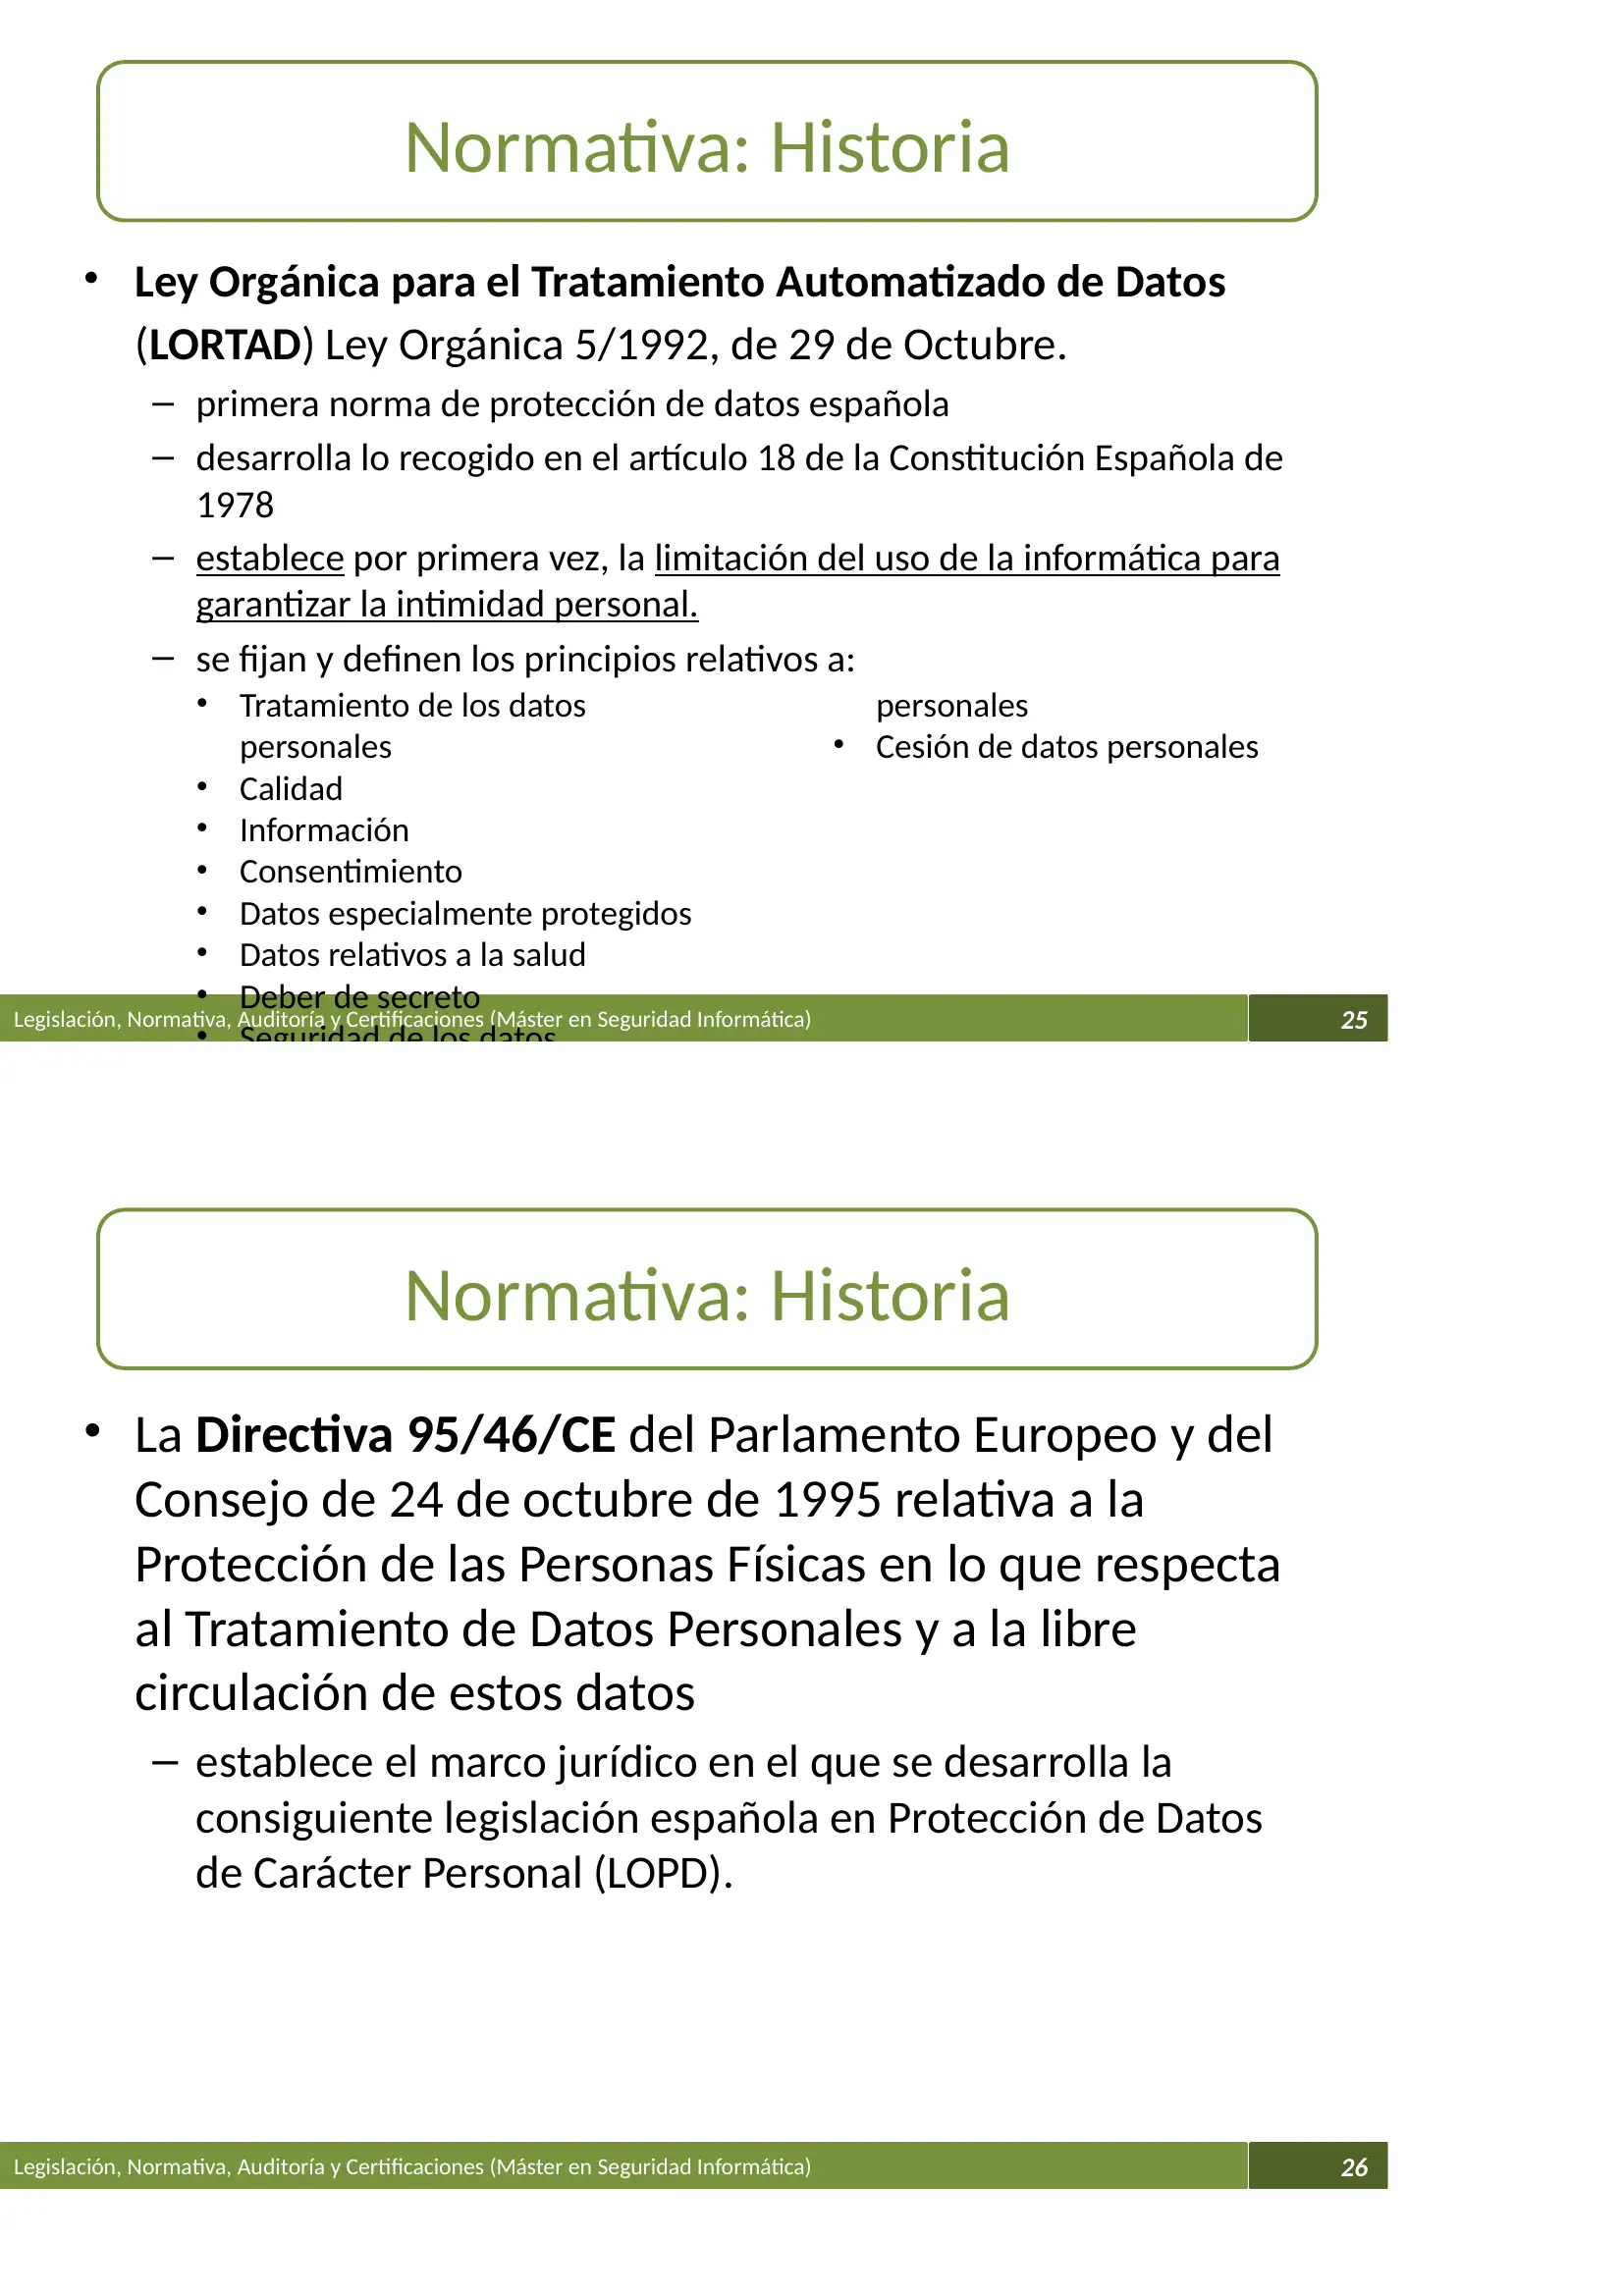 Normativa: Historia
• Ley Orgánica para el Tratamiento Automatizado de Datos
(LORTAD) Ley Orgánica 5/1992, de 29 de Octubre.
– primera norma de protección de datos española
– desarrolla lo recogido en el artículo 18 de la Constitución Española de
1978
– establece por primera vez, la limitación del uso de la informática para
garantizar la intimidad personal.
– se fijan y definen los principios relativos a:
• Tratamiento de los datos
personales
• Calidad
• Información
• Consentimiento
• Datos especialmente protegidos
• Datos relativos a la salud
• Deber de secreto
• Seguridad de los datos
personales
• Cesión de datos personales
Legislación, Normativa, Auditoría y Certificaciones (Máster en Seguridad Informática)
25
Normativa: Historia
• La Directiva 95/46/CE del Parlamento Europeo y del
Consejo de 24 de octubre de 1995 relativa a la
Protección de las Personas Físicas en lo que respecta
al Tratamiento de Datos Personales y a la libre
circulación de estos datos
– establece el marco jurídico en el que se desarrolla la
consiguiente legislación española en Protección de Datos
de Carácter Personal (LOPD).
Legislación, Normativa, Auditoría y Certificaciones (Máster en Seguridad Informática)
26